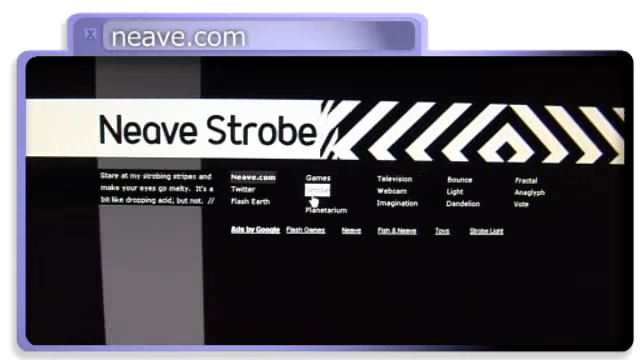 neave.com
Neave Strobe
Stare at my strobing stripes and
make your eyes go melty. It's a
bit like dropping acid, but not. //
Neave.com
Twitter
Flash Earth
Games
Strobe
Planetarium
Television
Webcam
Imagination
Bounce
Light
Dandelion
Fractal
Anaglyph
Vote
Ads by Google Flash Games Neave Fish & Neave Toys Strobe Light